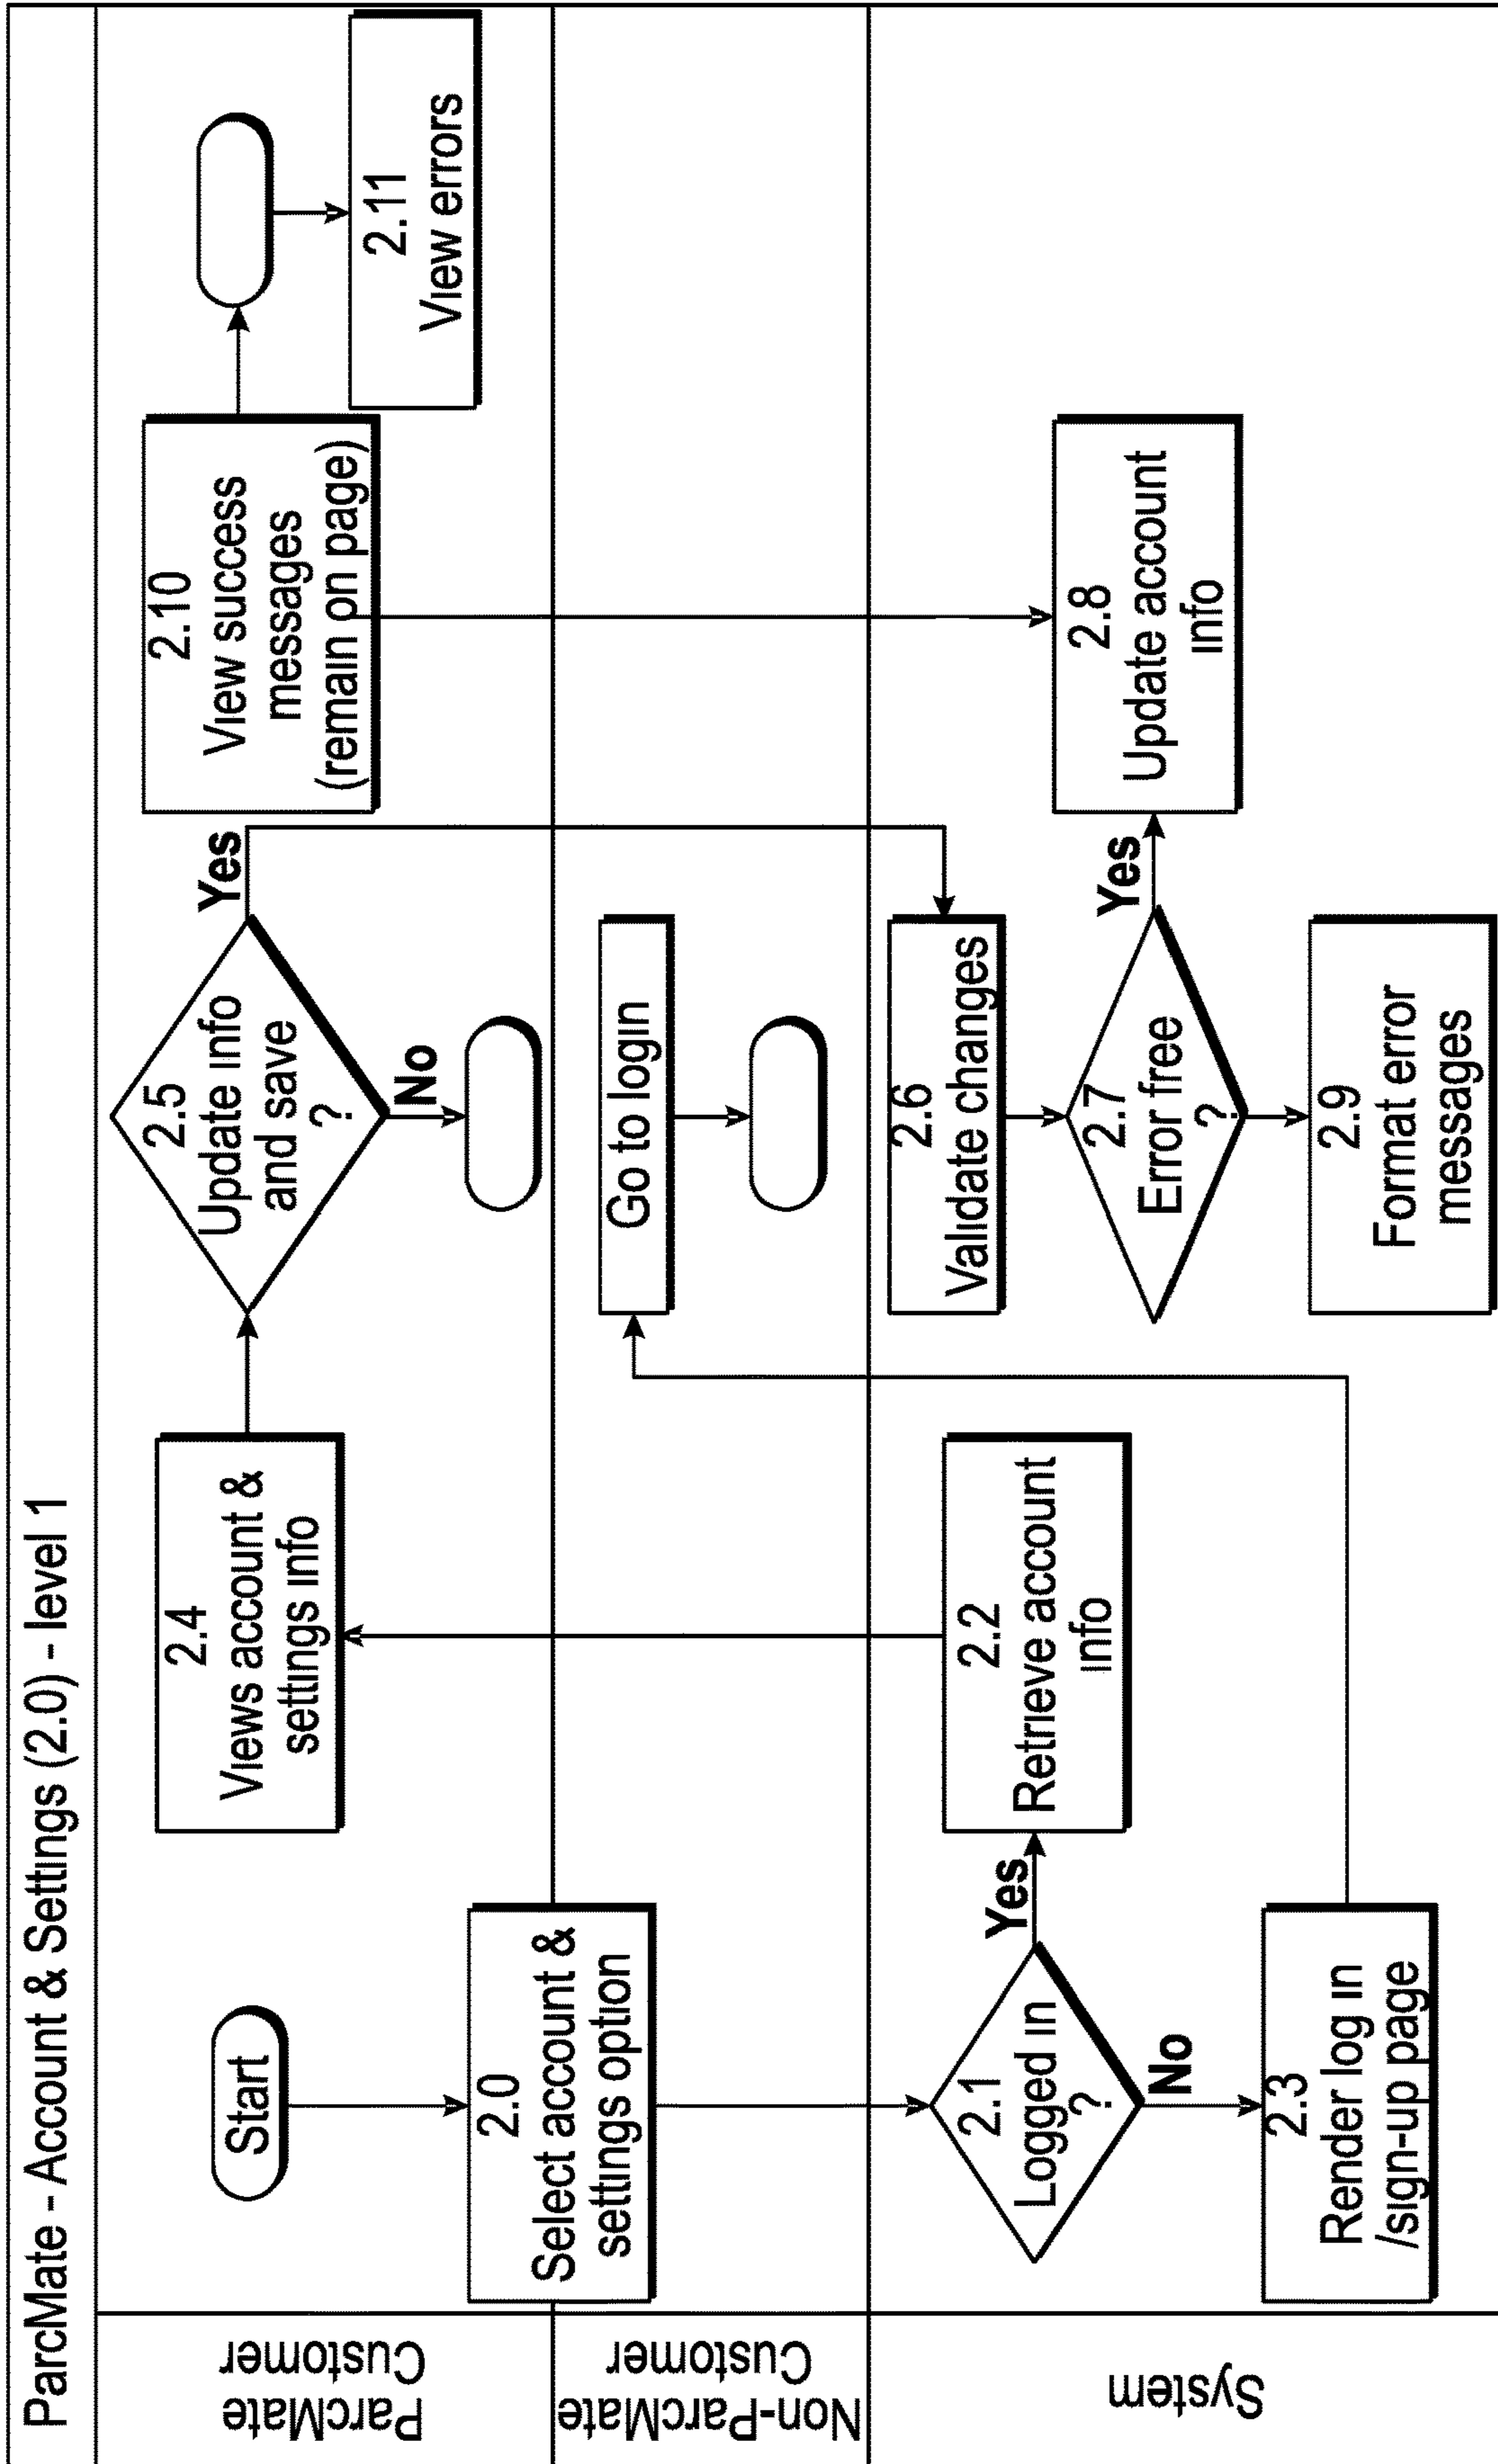 ParcMate - Account & Settings (2.0) - level 1
ParcMate
Customer
Non-ParcMate
Customer
System
Start
2.0
Select account &
settings option
2.1
Logged in
?
Yes
No
2.2
Retrieve account
info
2.3
Render log in
/sign-up page
2.4
Views account &
settings info
2.5
Update info
and save
?
Yes
No
Go to login
2.6
Validate changes
2.7
Error free
?
Yes
2.9
Format error
messages
2.10
View success
messages
(remain on page)
2.8
Update account
info
2.11
View errors